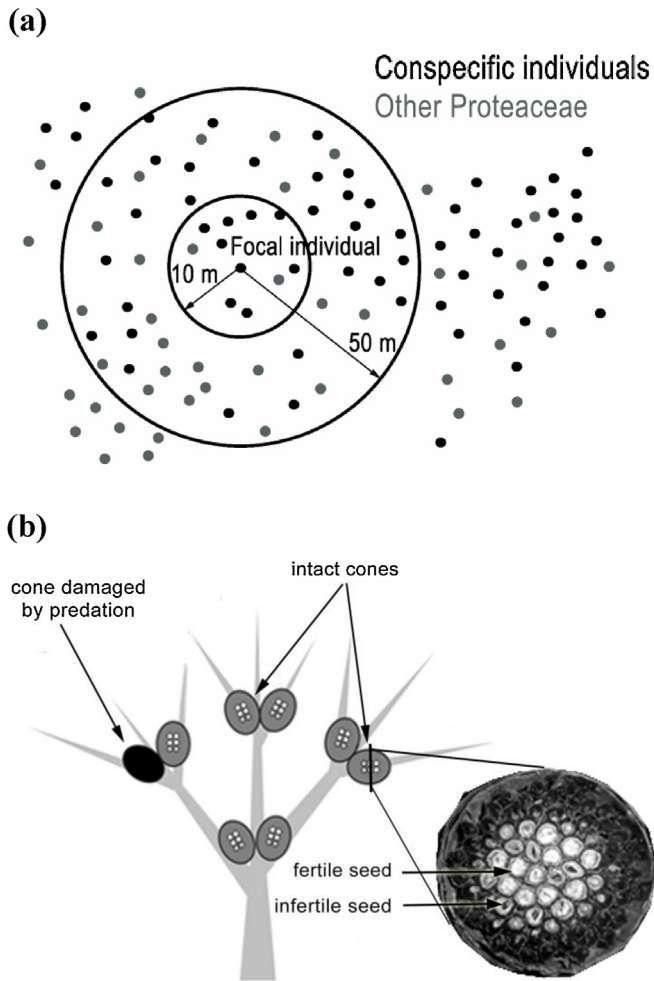 (a)
Conspecific individuals
Other Proteaceae
Focal individual
10 m
50 m
(b)
intact cones
cone damaged
by predation
fertile seed
infertile seed